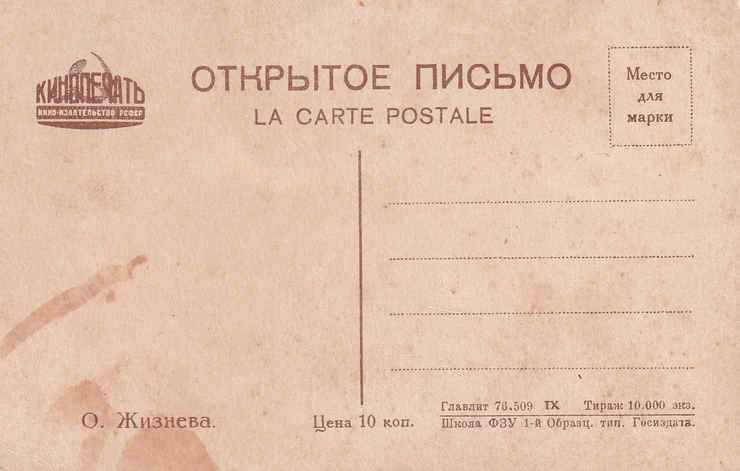 КИНОПЕЧАТЬ
КИНО-ИЗДАТЕЛЬСТВО РСФСР
ОТКРЫТОЕ ПИСЬМО
LA CARTE POSTALE
Место
для
марки
О. Жизнева.
Цена 10 коп.
Главлит 76.509 IX Тираж 10.000 экз.
Школа ФЗУ 1-й Образц. тип. Госиздата.